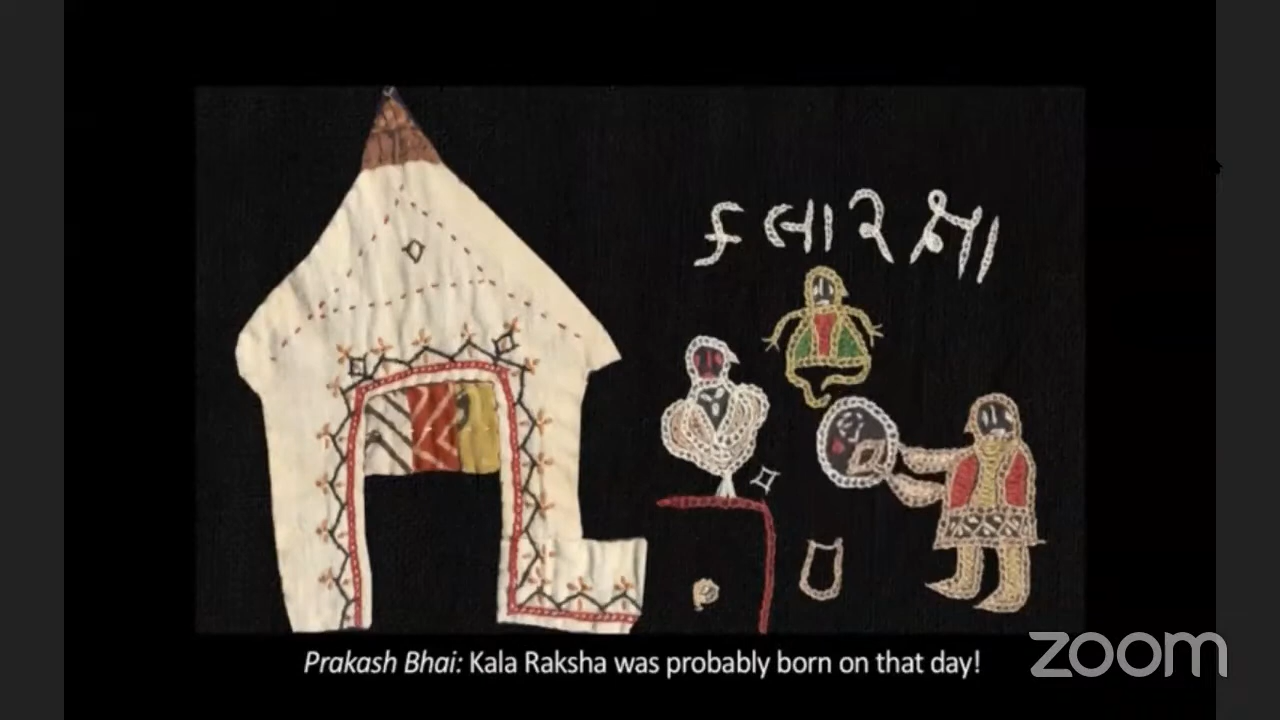 કલારક્ષા
Prakash Bhai: Kala Raksha was probably born on that day!
zoom